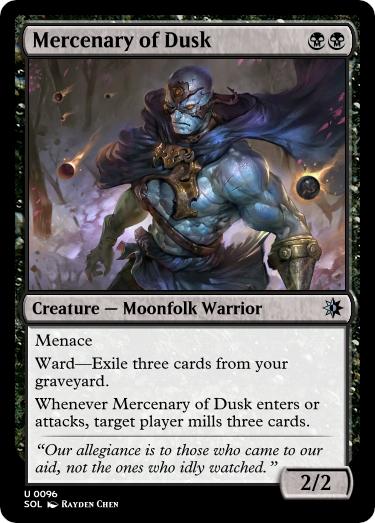 Mercenary of Dusk
Creature — Moonfolk Warrior
Menace
Ward—Exile three cards from your
graveyard.
Whenever Mercenary of Dusk enters or
attacks, target player mills three cards.
“Our allegiance is to those who came to our
aid, not the ones who idly watched.”
2/2
U 0096
SOL Rayden Chen